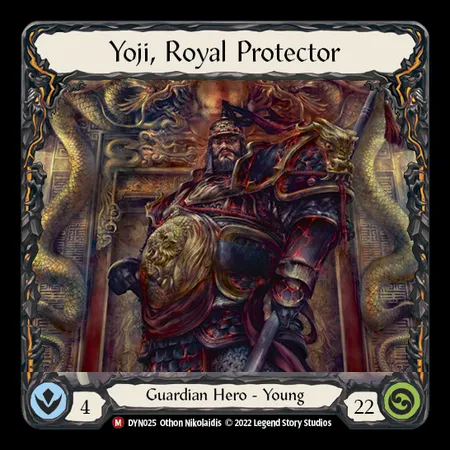 Yoji, Royal Protector
4
Guardian Hero - Young
22
M DYN025 Othon Nikolaidis © 2022 Legend Story Studios